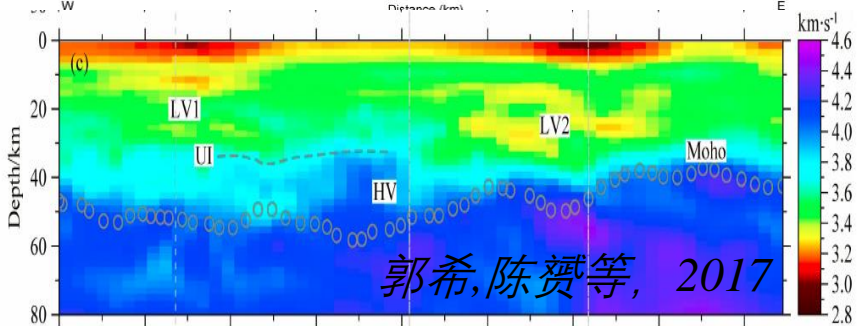 W
Distance (km)
E
km·s⁻¹
(c)
0
20
40
60
80
Depth/km
LV1
UI
HV
LV2
Moho
4.6
4.4
4.2
4.0
3.8
3.6
3.4
3.2
3.0
2.8
郭希,陈赟等, 2017